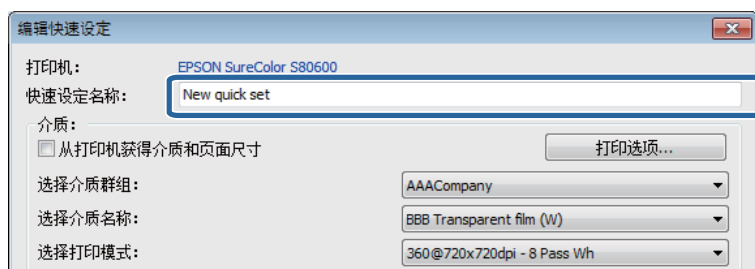 编辑快速设定
打印机: EPSON SureColor S80600
快速设定名称: New quick set
介质:
从打印机获得介质和页面尺寸 打印选项...
选择介质群组: AAACompany
选择介质名称: BBB Transparent film (W)
选择打印模式: 360@720x720dpi - 8 Pass Wh